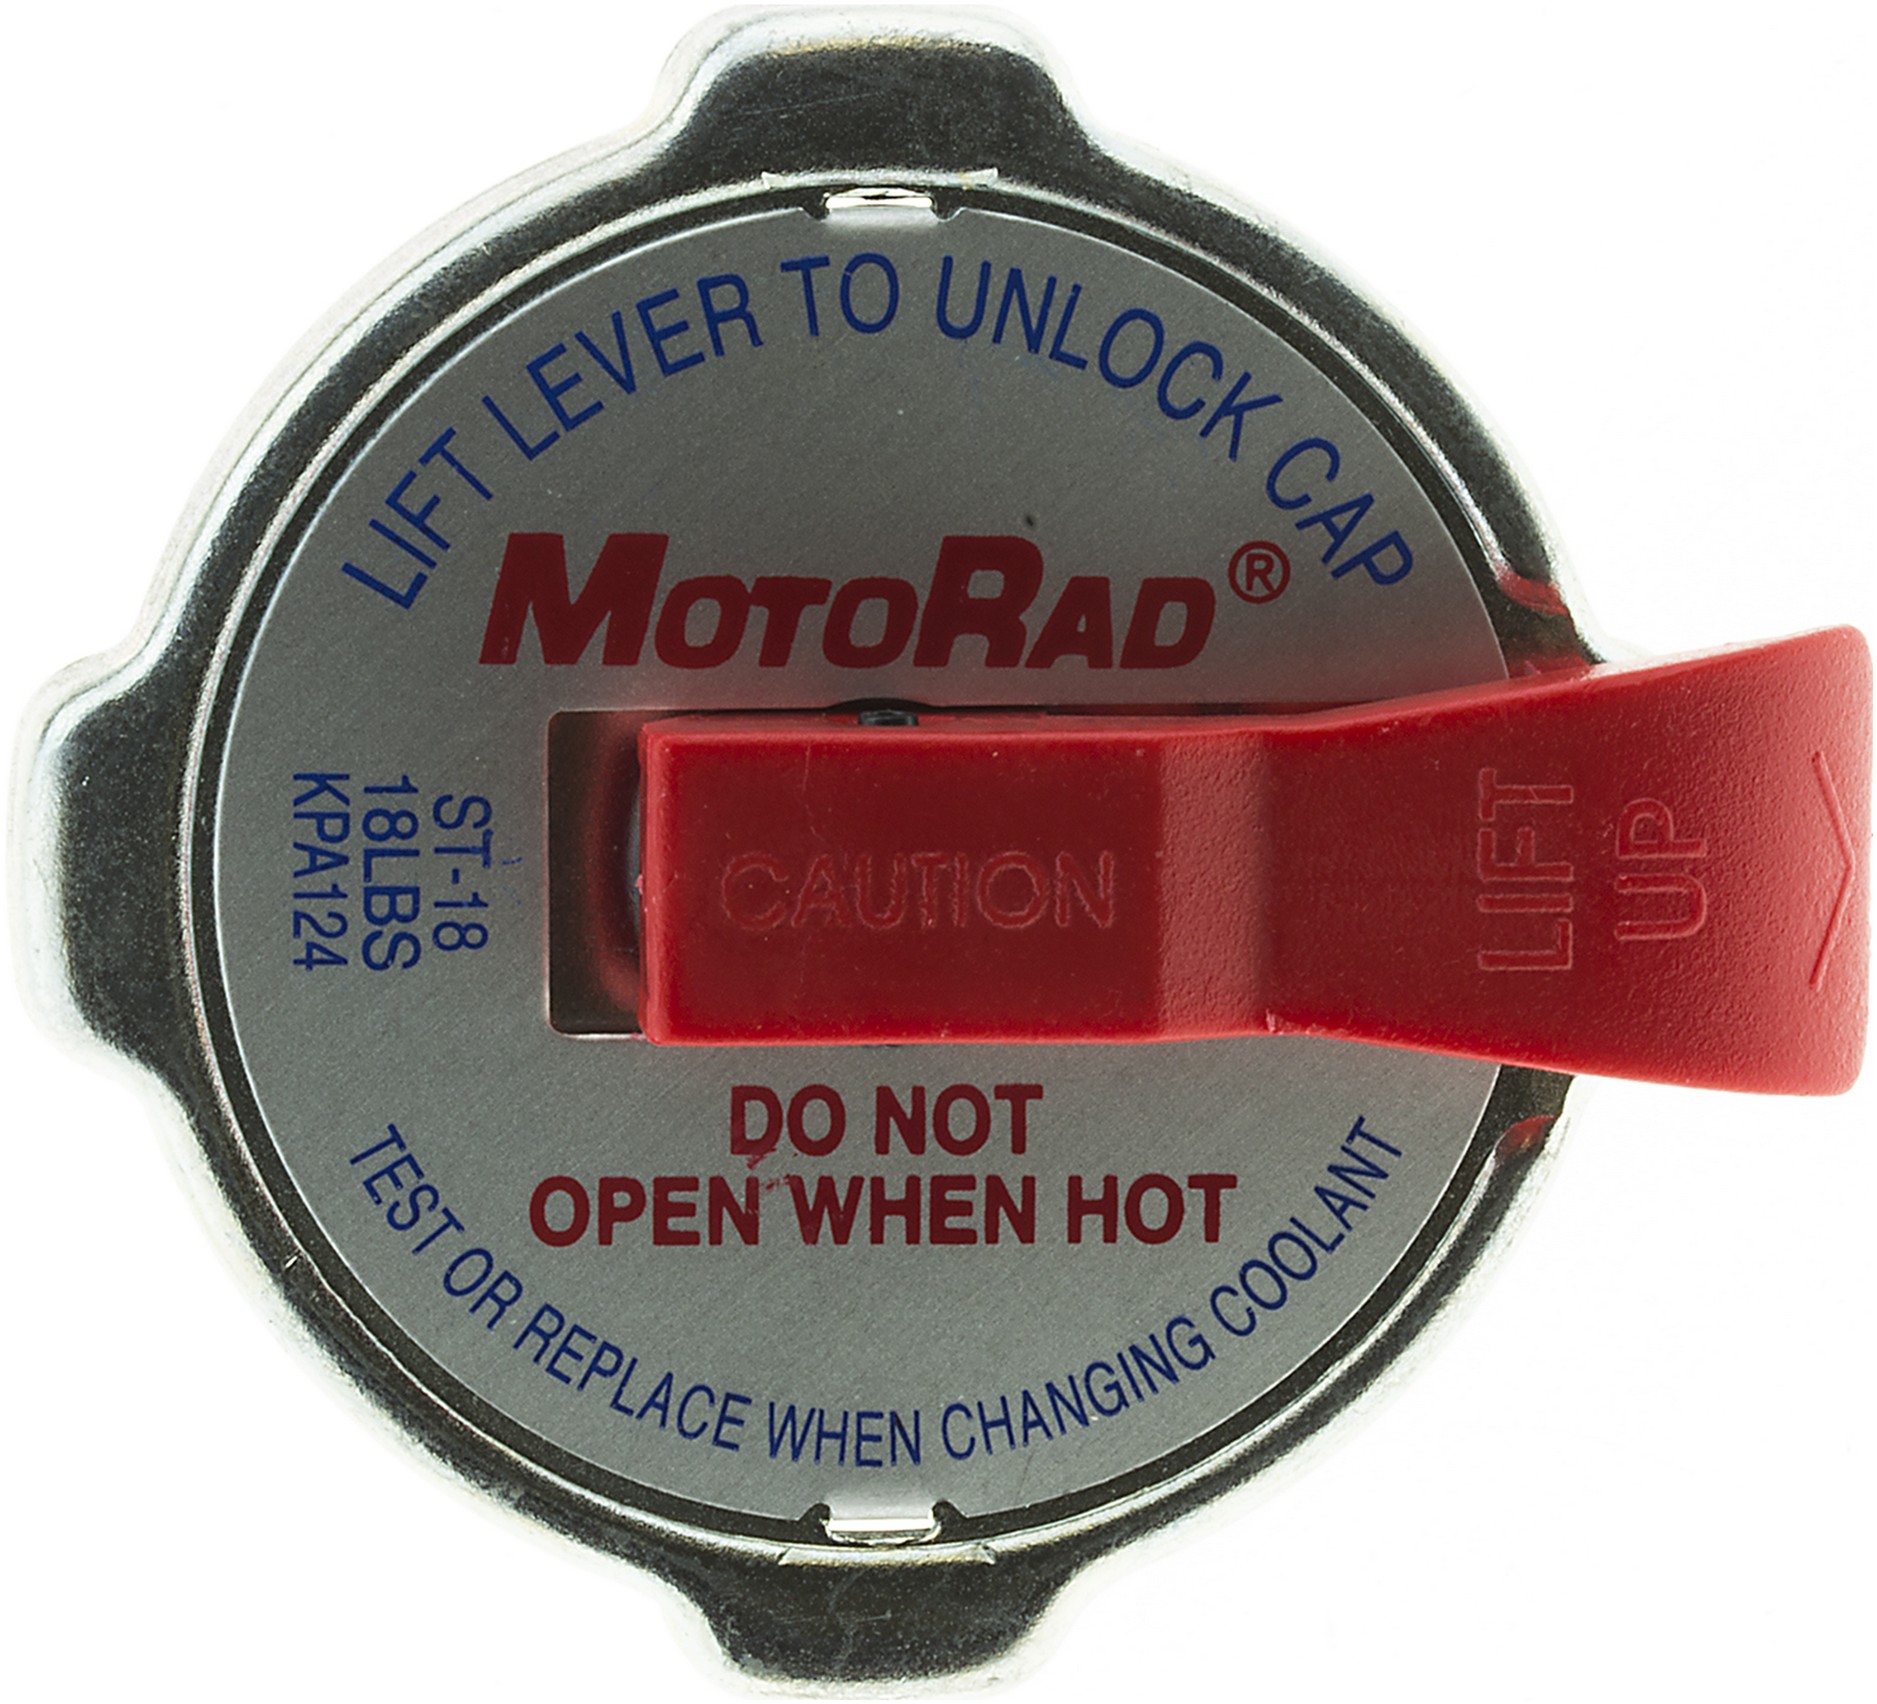 LIFT LEVER TO UNLOCK CAP
MOTORAD®
ST-18
18LBS
KPA124
CAUTION
LIFT
UP
DO NOT
OPEN WHEN HOT
TEST OR REPLACE WHEN CHANGING COOLANT